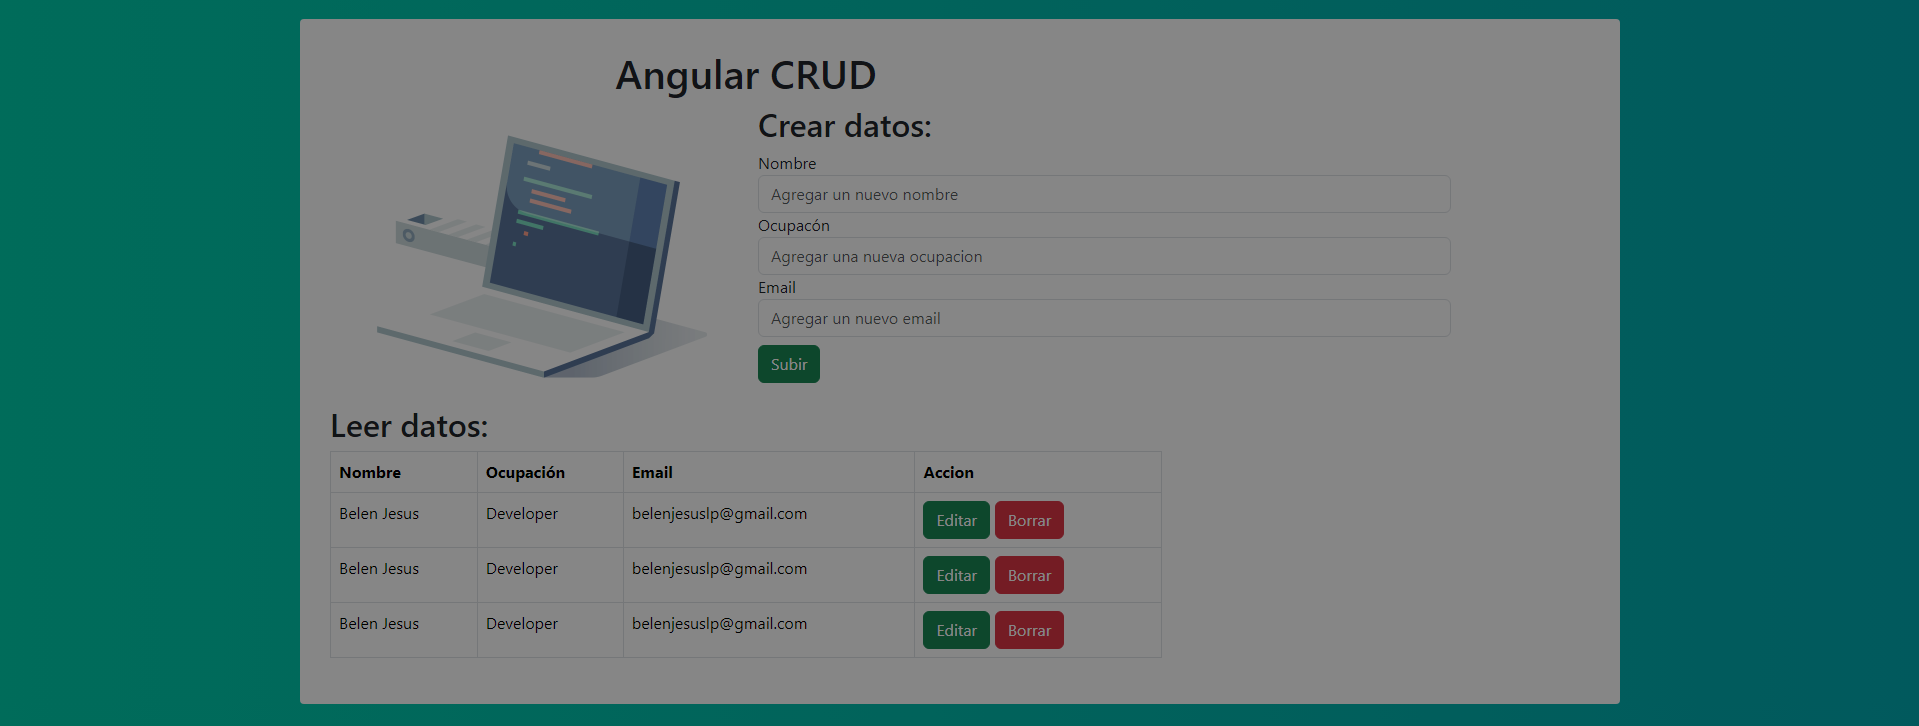 Angular CRUD
Crear datos:
Nombre
Agregar un nuevo nombre
Ocupacón
Agregar una nueva ocupacion
Email
Agregar un nuevo email
Subir
Leer datos:
Nombre Ocupación Email Accion
Belen Jesus Developer belenjesuslp@gmail.com Editar Borrar
Belen Jesus Developer belenjesuslp@gmail.com Editar Borrar
Belen Jesus Developer belenjesuslp@gmail.com Editar Borrar